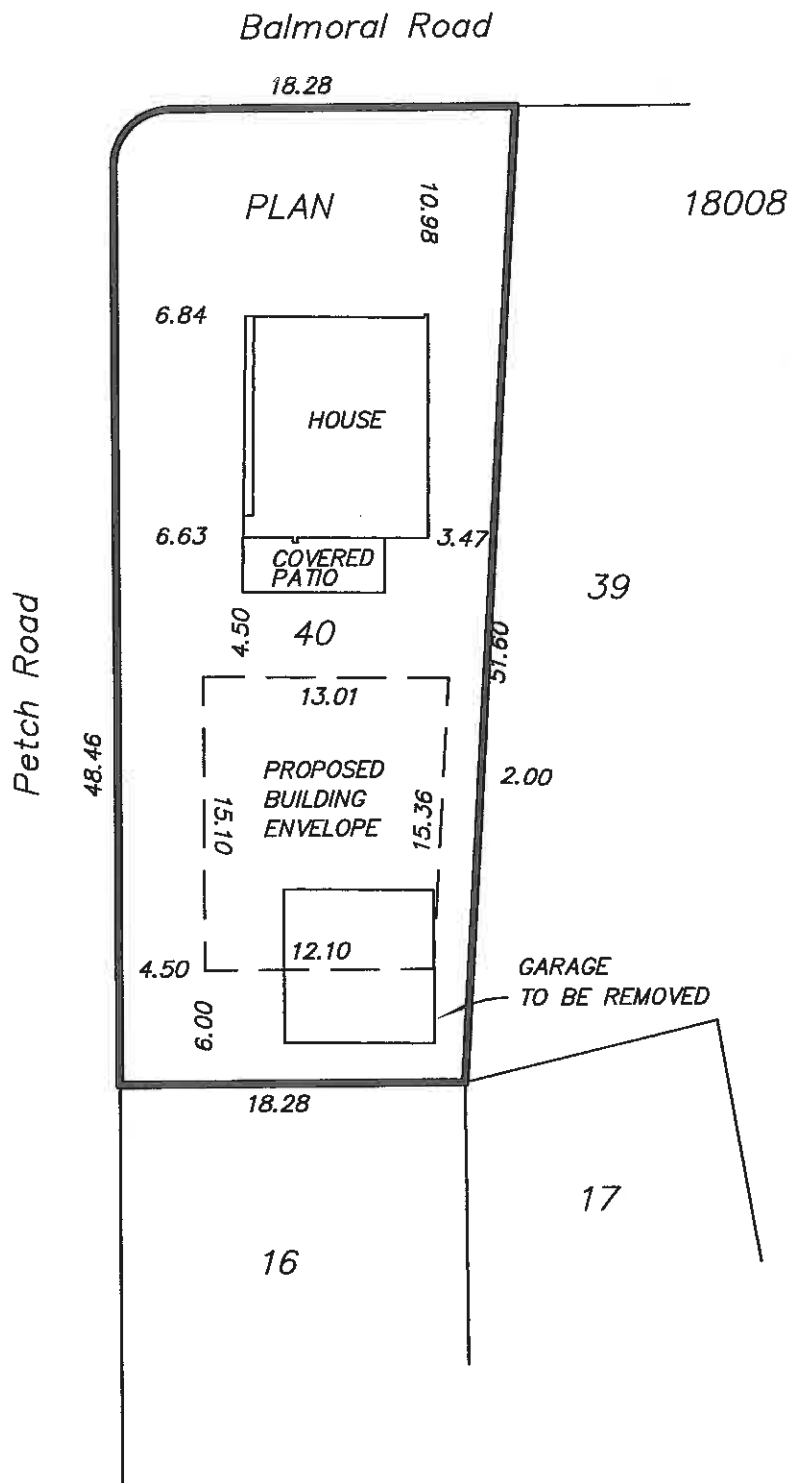 Balmoral Road
18.28
PLAN
10.98
18008
6.84
HOUSE
6.63
3.47
COVERED
PATIO
39
4.50
40
51.60
Petch Road
13.01
48.46
PROPOSED
BUILDING
ENVELOPE
2.00
15.10
15.36
12.10
4.50
GARAGE
TO BE REMOVED
6.00
18.28
17
16